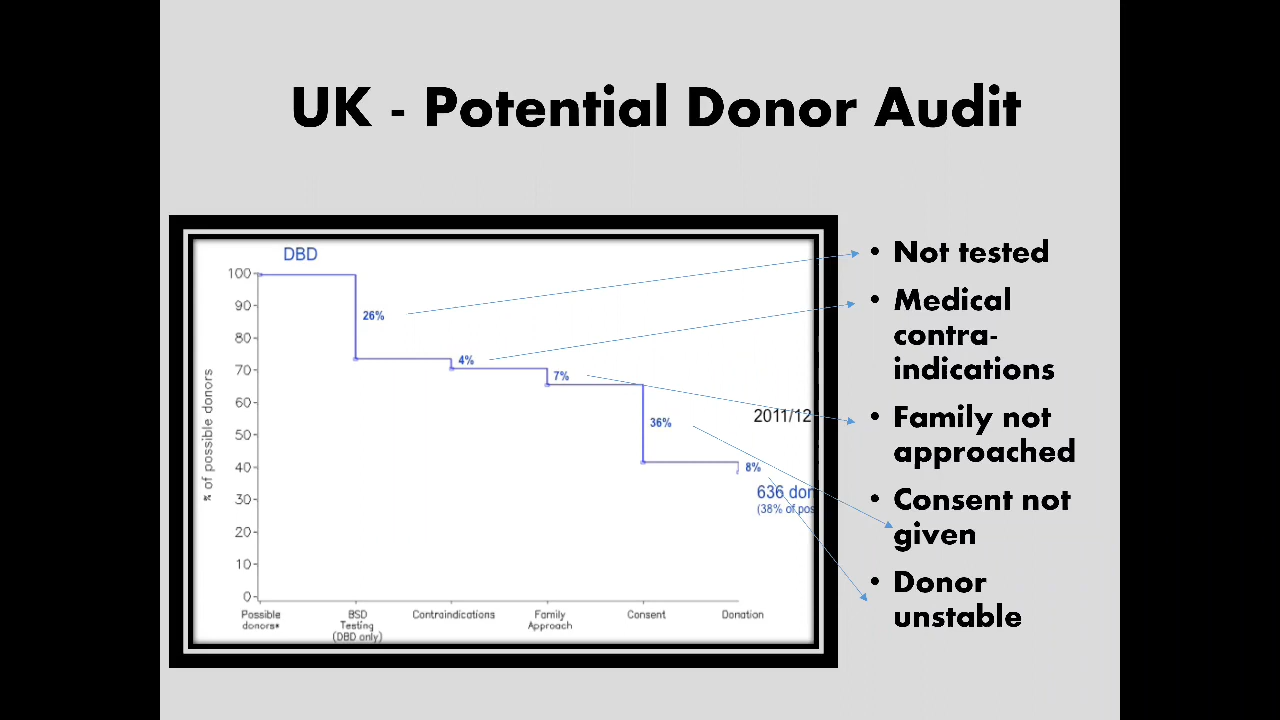 UK - Potential Donor Audit
DBD
100
90
80
70
60
50
40
30
20
10
0
% of possible donors
26%
4%
7%
36%
8%
2011/12
636 don
(38% of pos
Possible
donors*
BSD
Testing
(DBD only)
Contraindications
Family
Approach
Consent
Donation
• Not tested
• Medical
contra-
indications
• Family not
approached
• Consent not
given
• Donor
unstable